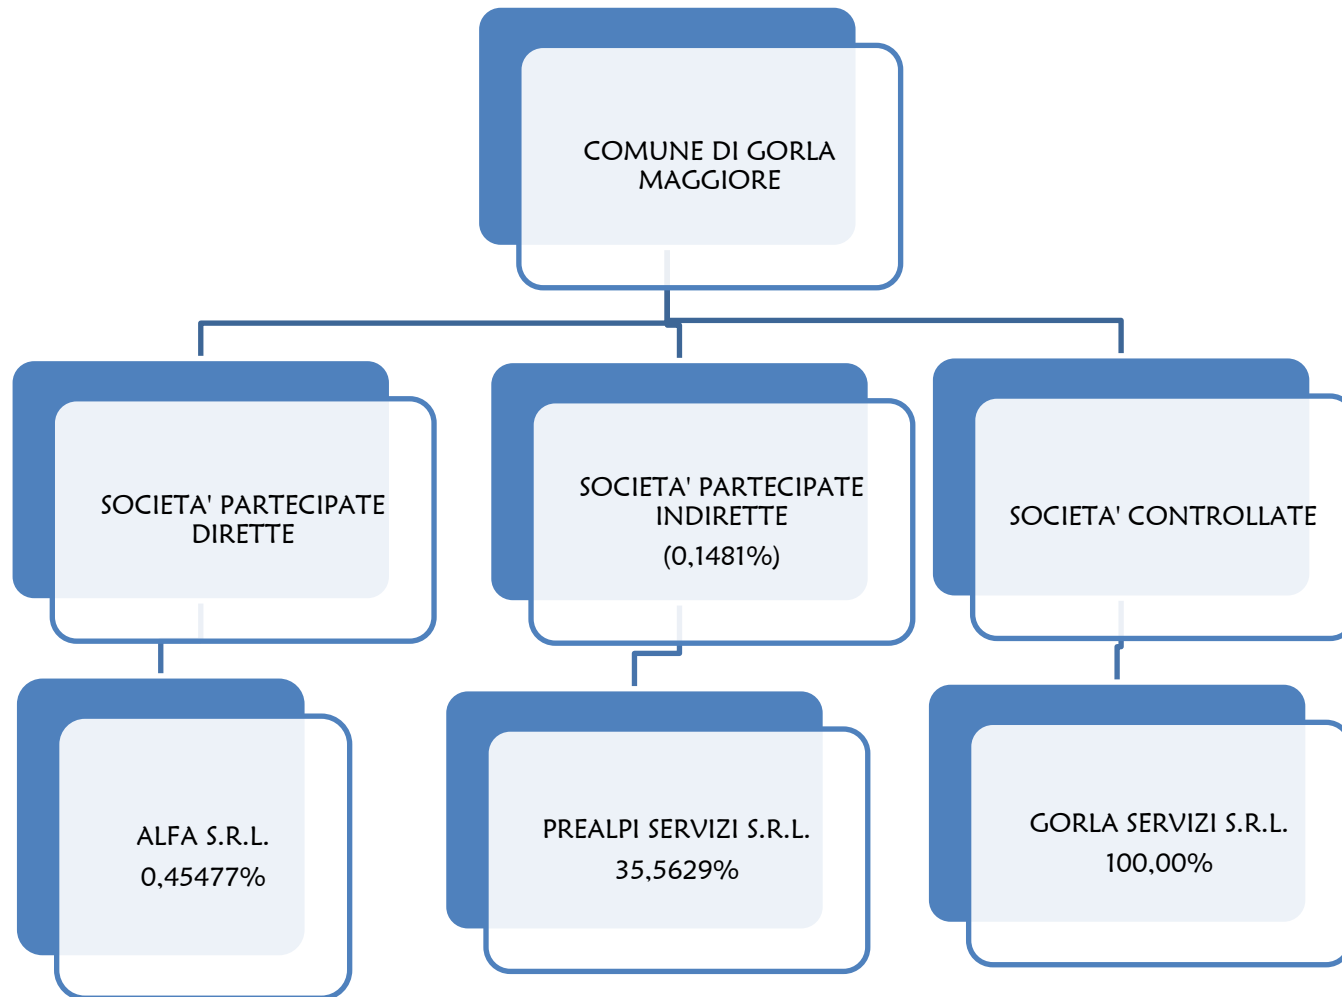 COMUNE DI GORLA
MAGGIORE
SOCIETA' PARTECIPATE
DIRETTE
SOCIETA' PARTECIPATE
INDIRETTE
(0,1481%)
SOCIETA' CONTROLLATE
ALFA S.R.L.
0,45477%
PREALPI SERVIZI S.R.L.
35,5629%
GORLA SERVIZI S.R.L.
100,00%